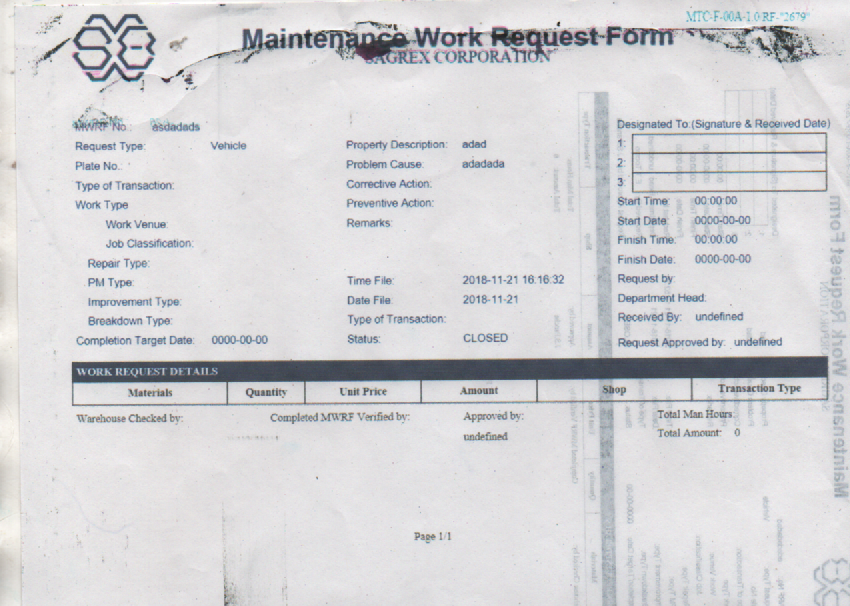 MTC-F-00A-1.0 RF-"2679"
Maintenance Work Request Form
SAGREX CORPORATION
MWRF No.: asdadads
Request Type: Vehicle
Plate No.
Type of Transaction:
Work Type
Work Venue:
Job Classification:
Repair Type:
PM Type:
Improvement Type:
Breakdown Type:
Completion Target Date: 0000-00-00
Property Description: adad
Problem Cause: adadada
Corrective Action:
Preventive Action:
Remarks:
Time File: 2018-11-21 16:16:32
Date File: 2018-11-21
Type of Transaction:
Status: CLOSED
Designated To:(Signature & Received Date)
1:
2:
3:
Start Time: 00:00:00
Start Date: 0000-00-00
Finish Time: 00:00:00
Finish Date: 0000-00-00
Request by:
Department Head:
Received By: undefined
Request Approved by: undefined
WORK REQUEST DETAILS
Materials Quantity Unit Price Amount Shop Transaction Type
Warehouse Checked by: Completed MWRF Verified by: Approved by: Total Man Hours:
undefined Total Amount: 0
Page 1/1